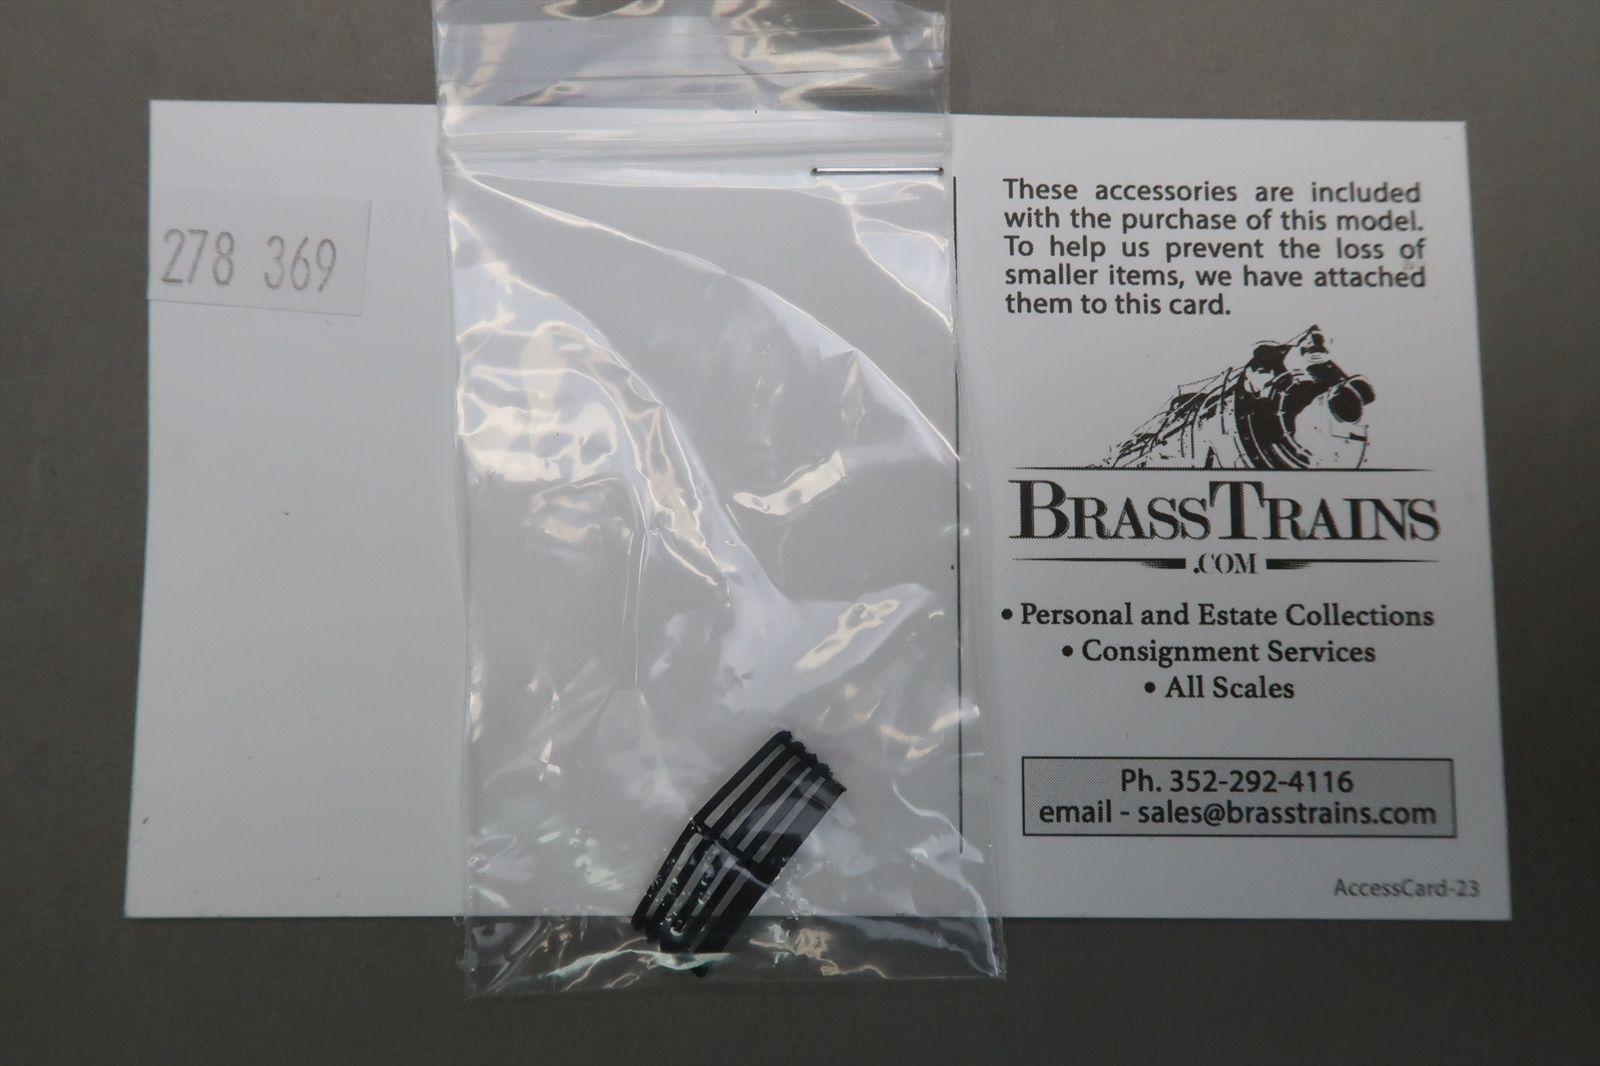 278 369
These accessories are included
with the purchase of this model.
To help us prevent the loss of
smaller items, we have attached
them to this card.
BRASSTRAINS
.COM
• Personal and Estate Collections
• Consignment Services
• All Scales
Ph. 352-292-4116
email - sales@brasstrains.com
AccessCard-23